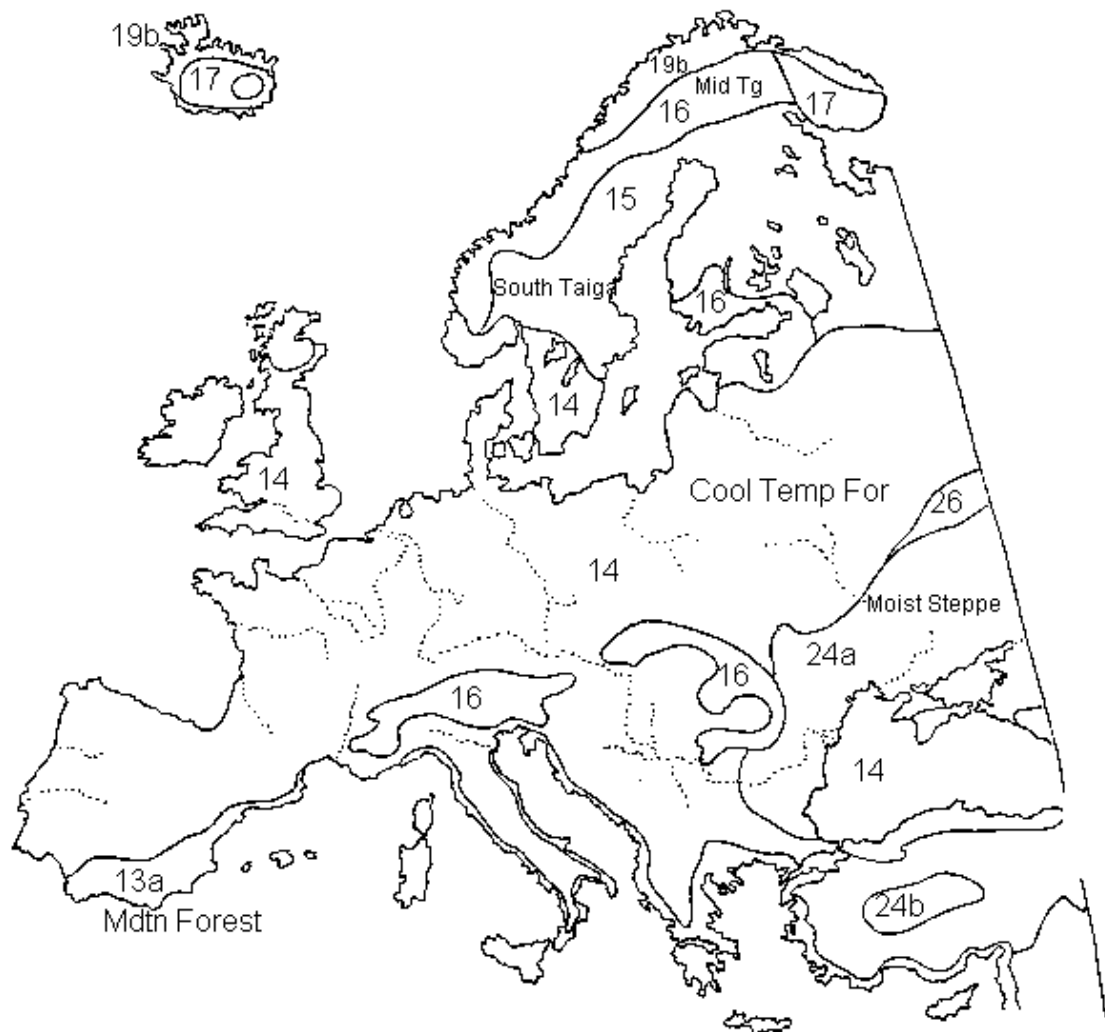 19b
17
19b
Mid Tg
16
17
15
South Taiga
16
14
14
Cool Temp For
26
14
Moist Steppe
24a
16
16
14
13a
Mdtn Forest
24b